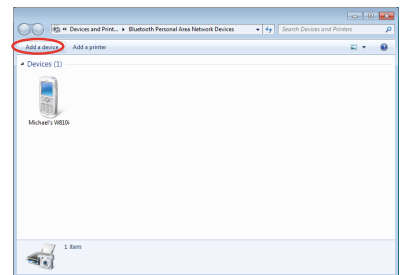 « Devices and Print... ▸ Bluetooth Personal Area Network Devices
Search Devices and Printers
Add a device
Add a printer
Devices (1)
Michael's W810i
1 item